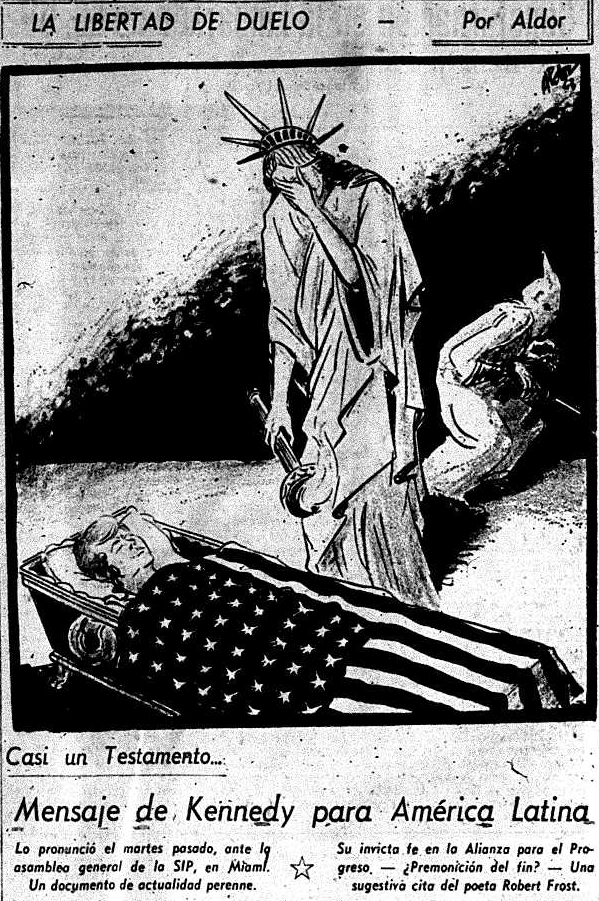 LA LIBERTAD DE DUELO — Por Aldor
Casi un Testamento...
Mensaje de Kennedy para América Latina
Lo pronunció el martes pasado, ante la
asamblea general de la SIP, en Miami.
Un documento de actualidad perenne.
Su invicta fe en la Alianza para el Pro-
greso. — ¿Premonición del fin? — Una
sugestiva cita del poeta Robert Frost.